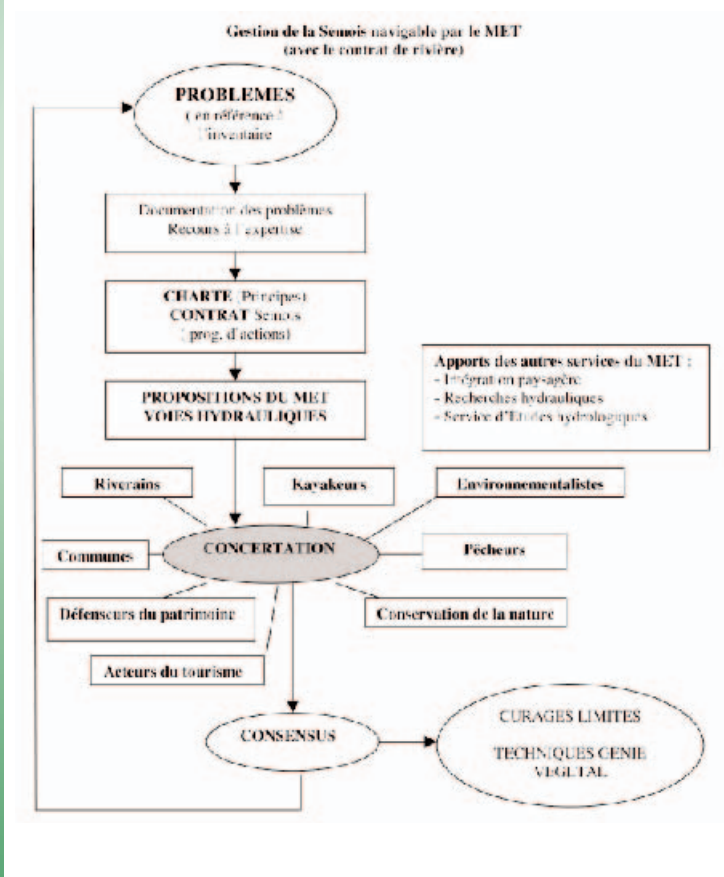 Gestion de la Semois navigable par le MET
(avec le contrat de rivière)
PROBLEMES
( en référence à
l'inventaire
Documentation des problèmes
Recours à l'expertise
CHARTE (Principes)
CONTRAT Semois
( prog. d'actions)
PROPOSITIONS DU MET
VOIES HYDRAULIQUES
Apports des autres services du MET :
- Intégration pay-agère
- Recherches hydrauliques
- Service d'Etudes hydrologiques
Riverains
Kayakeurs
Environnementalistes
Communes
CONCERTATION
Pêcheurs
Défenseurs du patrimoine
Conservation de la nature
Acteurs du tourisme
CONSENSUS
CURAGES LIMITES
TECHNIQUES GENIE
VEGETAL